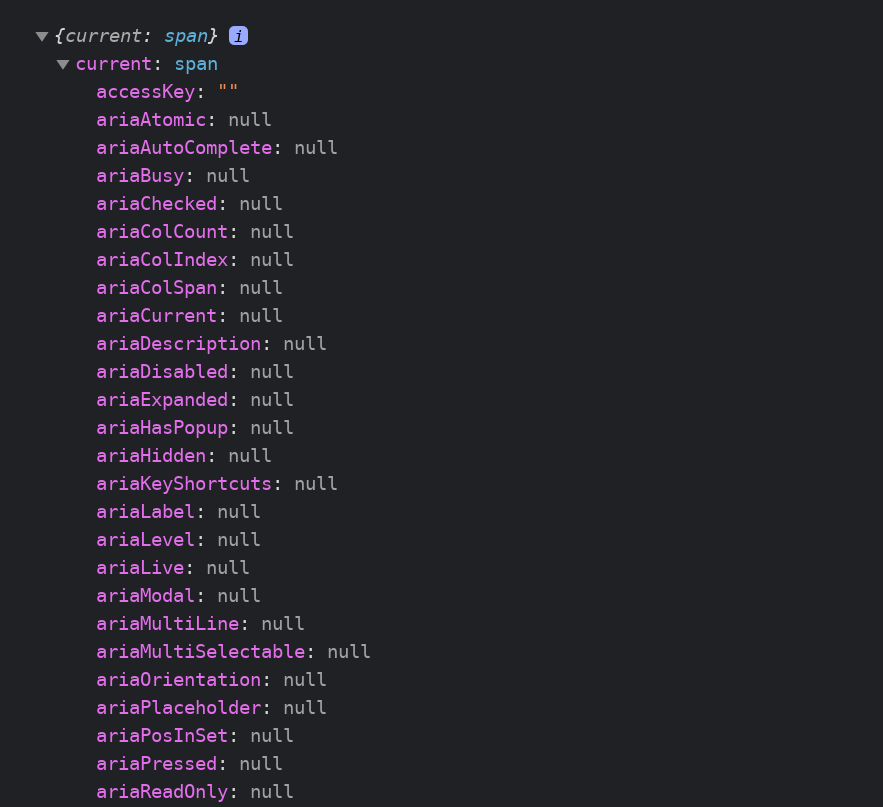 ▼{current: span} i
▼current: span
accessKey: ""
ariaAtomic: null
ariaAutoComplete: null
ariaBusy: null
ariaChecked: null
ariaColCount: null
ariaColIndex: null
ariaColSpan: null
ariaCurrent: null
ariaDescription: null
ariaDisabled: null
ariaExpanded: null
ariaHasPopup: null
ariaHidden: null
ariaKeyShortcuts: null
ariaLabel: null
ariaLevel: null
ariaLive: null
ariaModal: null
ariaMultiLine: null
ariaMultiSelectable: null
ariaOrientation: null
ariaPlaceholder: null
ariaPosInSet: null
ariaPressed: null
ariaReadOnly: null